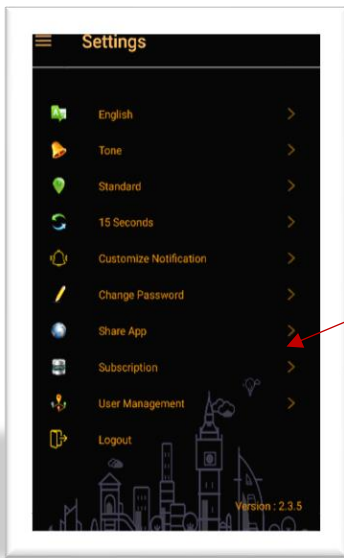 Settings
English
Tone
Standard
15 Seconds
Customize Notification
Change Password
Share App
Subscription
User Management
Logout
Version : 2.3.5